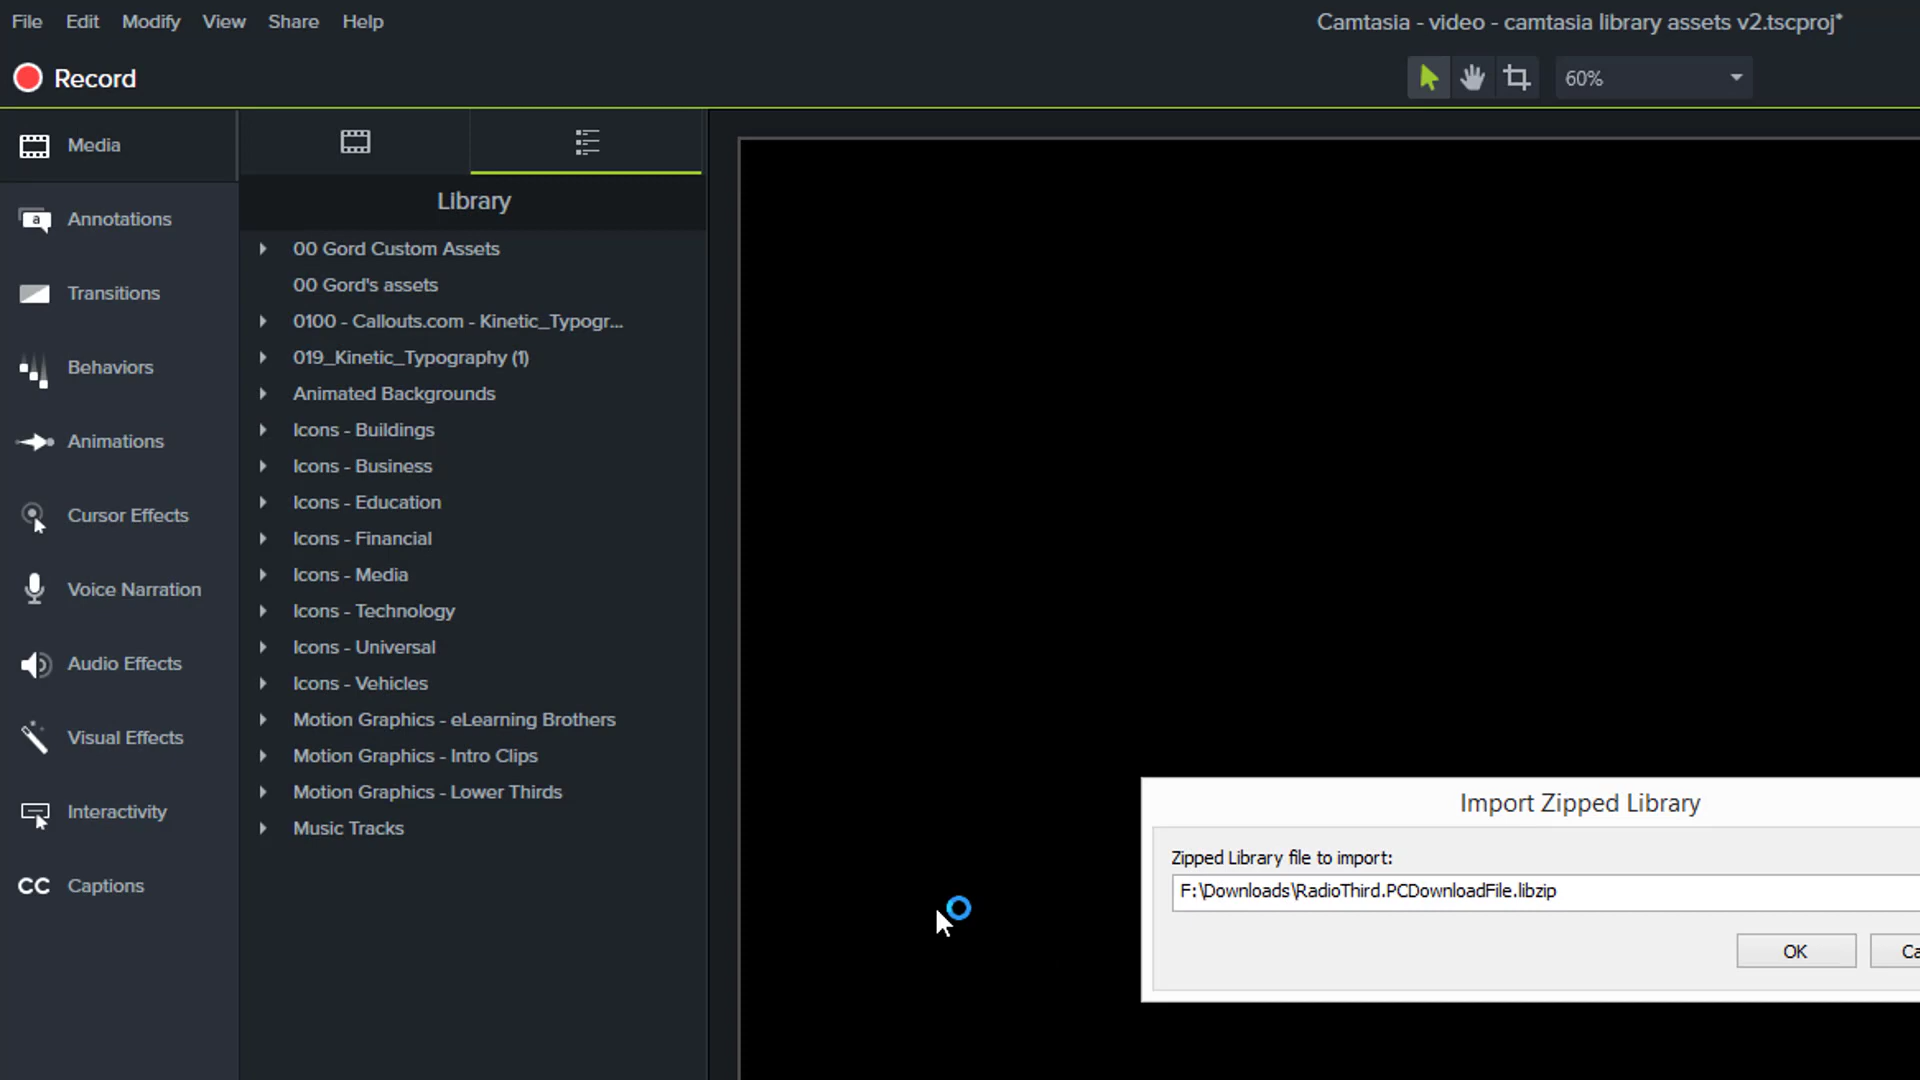 File Edit Modify View Share Help
Camtasia - video - camtasia library assets v2.tscproj*
Record
60%
Media
a Annotations
Transitions
Behaviors
Animations
Cursor Effects
Voice Narration
Audio Effects
Visual Effects
Interactivity
CC Captions
Library
00 Gord Custom Assets
00 Gord's assets
0100 - Callouts.com - Kinetic_Typogr...
019_Kinetic_Typography (1)
Animated Backgrounds
Icons - Buildings
Icons - Business
Icons - Education
Icons - Financial
Icons - Media
Icons - Technology
Icons - Universal
Icons - Vehicles
Motion Graphics - eLearning Brothers
Motion Graphics - Intro Clips
Motion Graphics - Lower Thirds
Music Tracks
Import Zipped Library
Zipped Library file to import:
F:\Downloads\RadioThird.PCDownloadFile.libzip
OK Ca